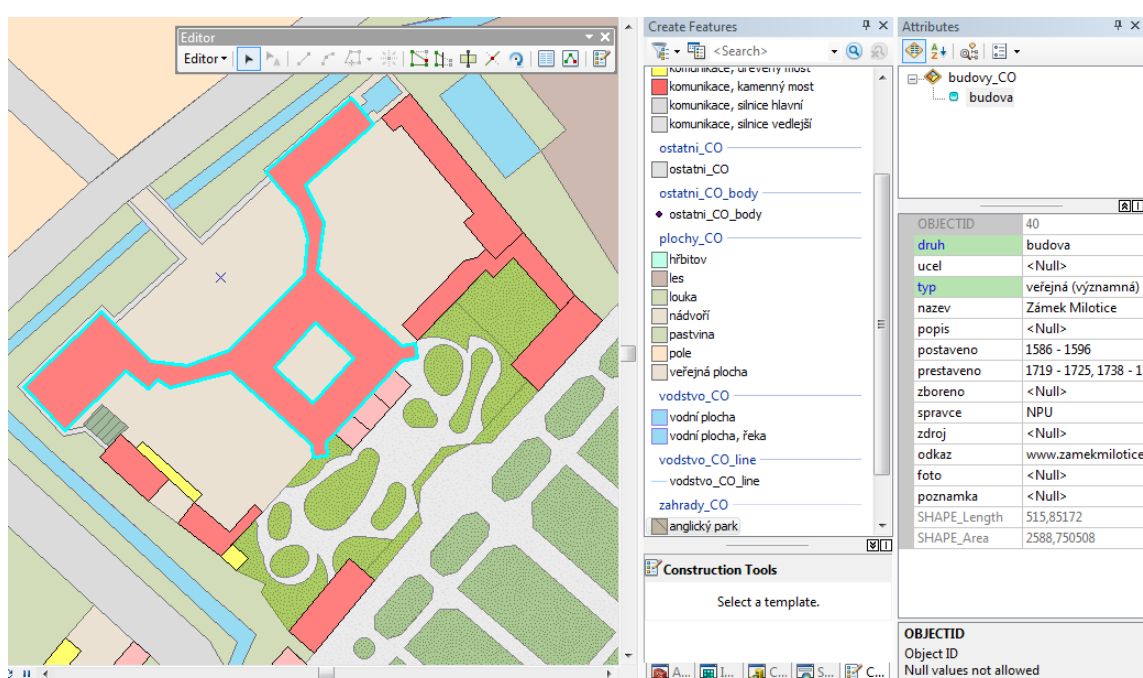 Editor
Editor
Create Features
<Search>
komunikace, dřevěný most
komunikace, kamenný most
komunikace, silnice hlavní
komunikace, silnice vedlejší
ostatni_CO
ostatni_CO
ostatni_CO_body
ostatni_CO_body
plochy_CO
hřbitov
les
louka
nádvoří
pastvina
pole
veřejná plocha
vodstvo_CO
vodní plocha
vodní plocha, řeka
vodstvo_CO_line
vodstvo_CO_line
zahrady_CO
anglický park
Construction Tools
Select a template.
A... I... C... S... C...
Attributes
budovy_CO
budova
OBJECTID 40
druh budova
ucel <Null>
typ veřejná (významná)
nazev Zámek Milotice
popis <Null>
postaveno 1586 - 1596
prestaveno 1719 - 1725, 1738 - 1
zboreno <Null>
spravce NPU
zdroj <Null>
odkaz www.zamekmilotice
foto <Null>
poznamka <Null>
SHAPE_Length 515,85172
SHAPE_Area 2588,750508
OBJECTID
Object ID
Null values not allowed